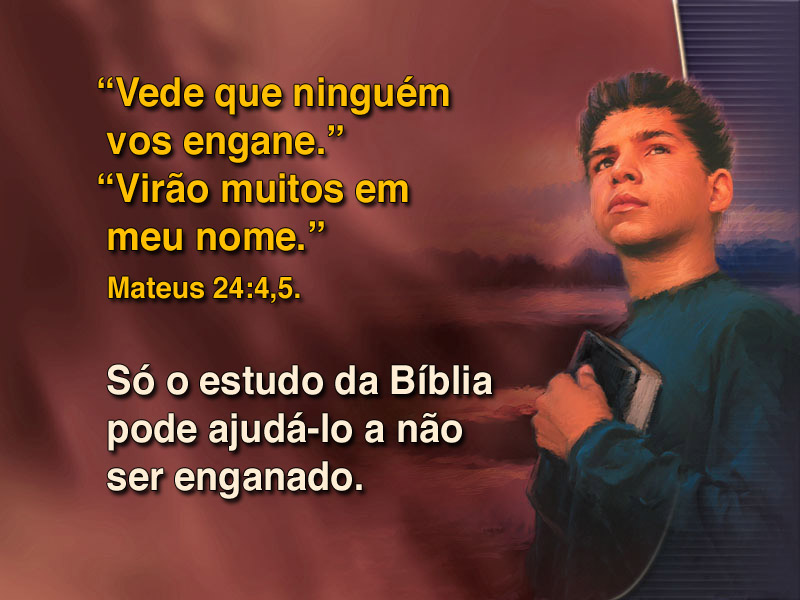 “Vede que ninguém
vos engane.”
“Virão muitos em
meu nome.”
Mateus 24:4,5.
Só o estudo da Bíblia
pode ajudá-lo a não
ser enganado.